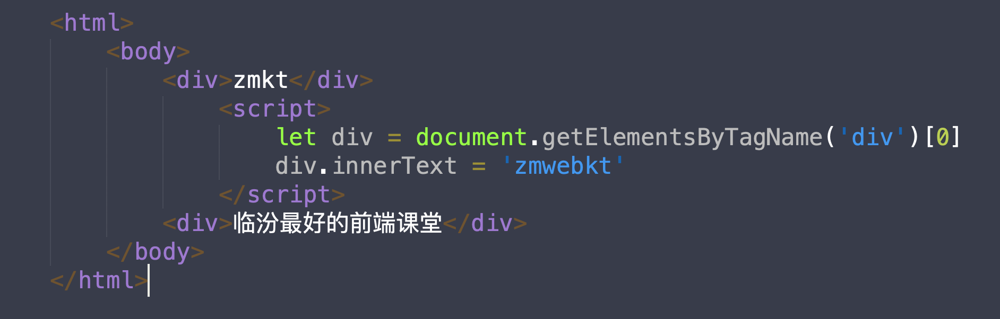 <html>
<body>
<div>zmkt</div>
<script>
let div = document.getElementsByTagName('div')[0]
div.innerText = 'zmwebkt'
</script>
<div>临汾最好的前端课堂</div>
</body>
</html>